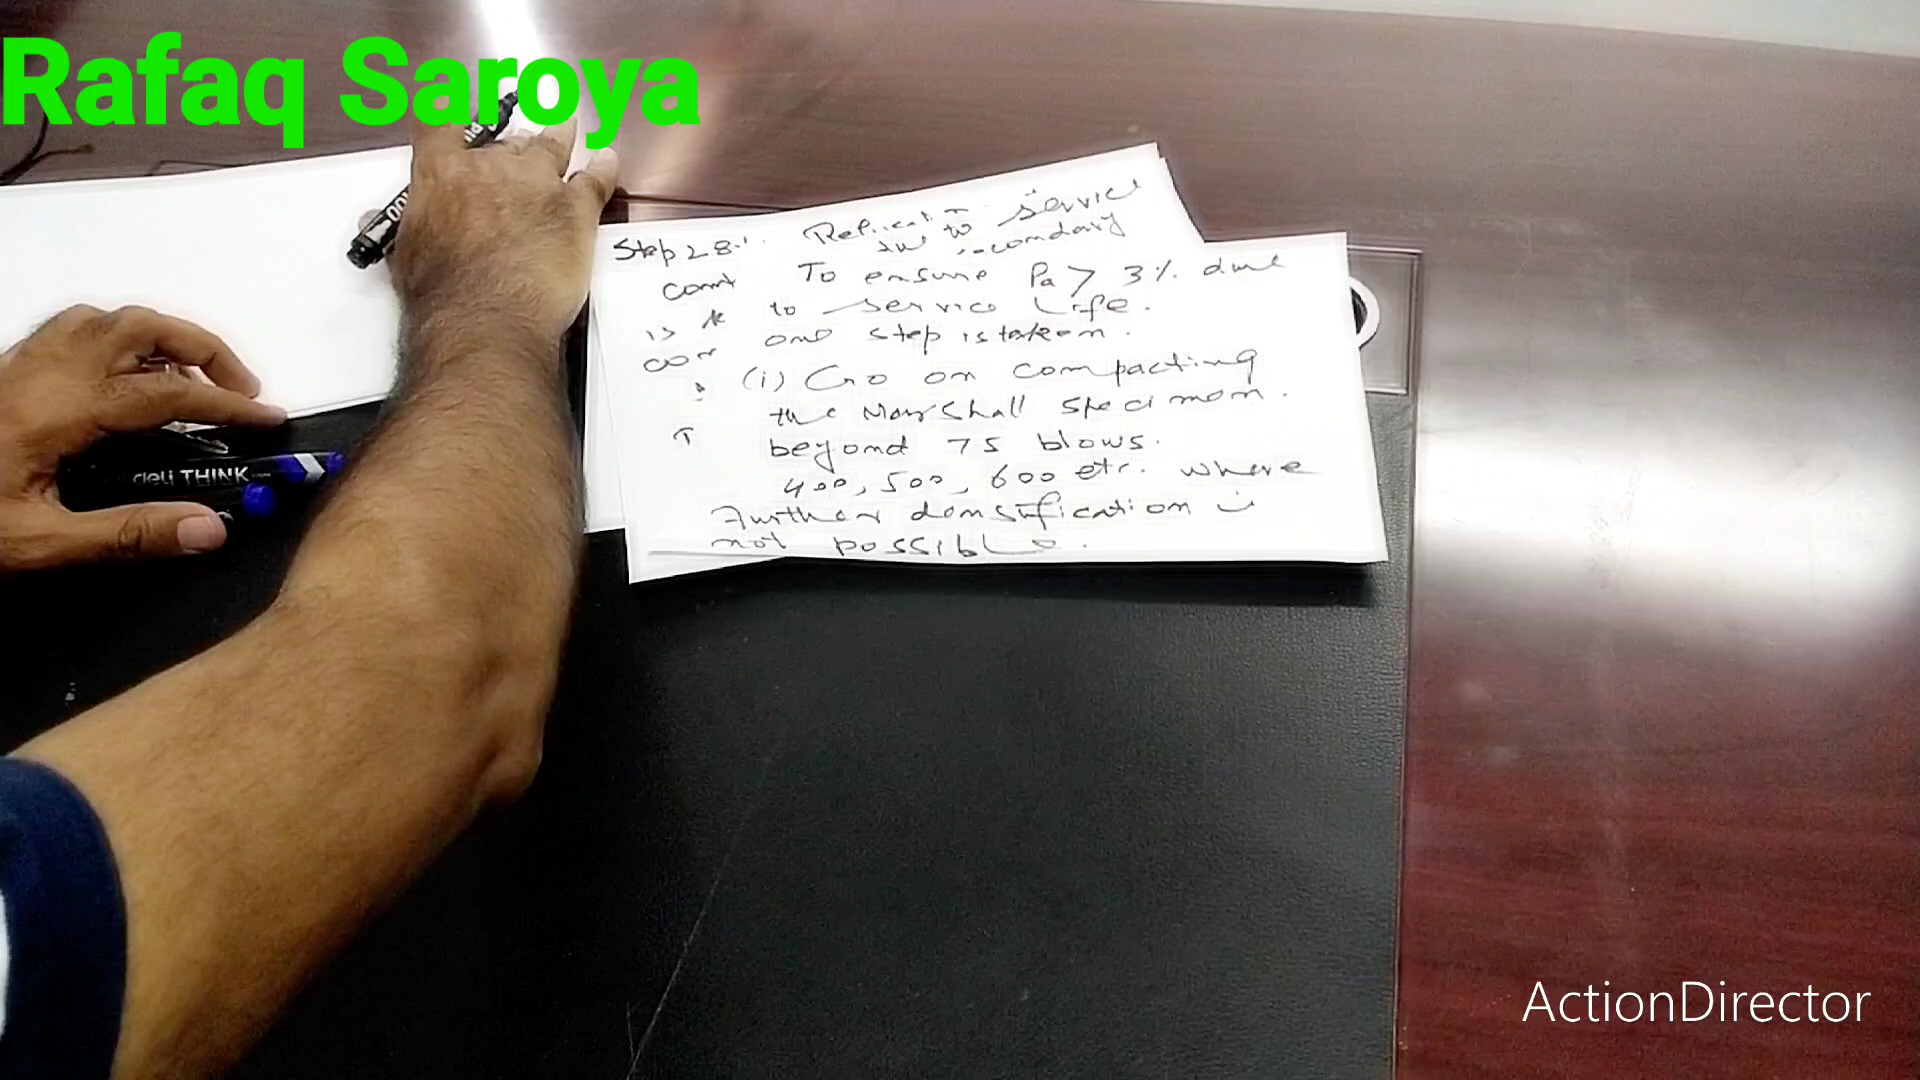 Rafaq Saroya
Step 28:
service
to secondary
cont
To ensure Pa > 3%. due
is
to service Life.
one step is taken.
(i) Go on compacting
the Marshall specimen.
beyond 75 blows.
400, 500, 600 etc. where
Further densification is
not possible.
deli THINK
ActionDirector